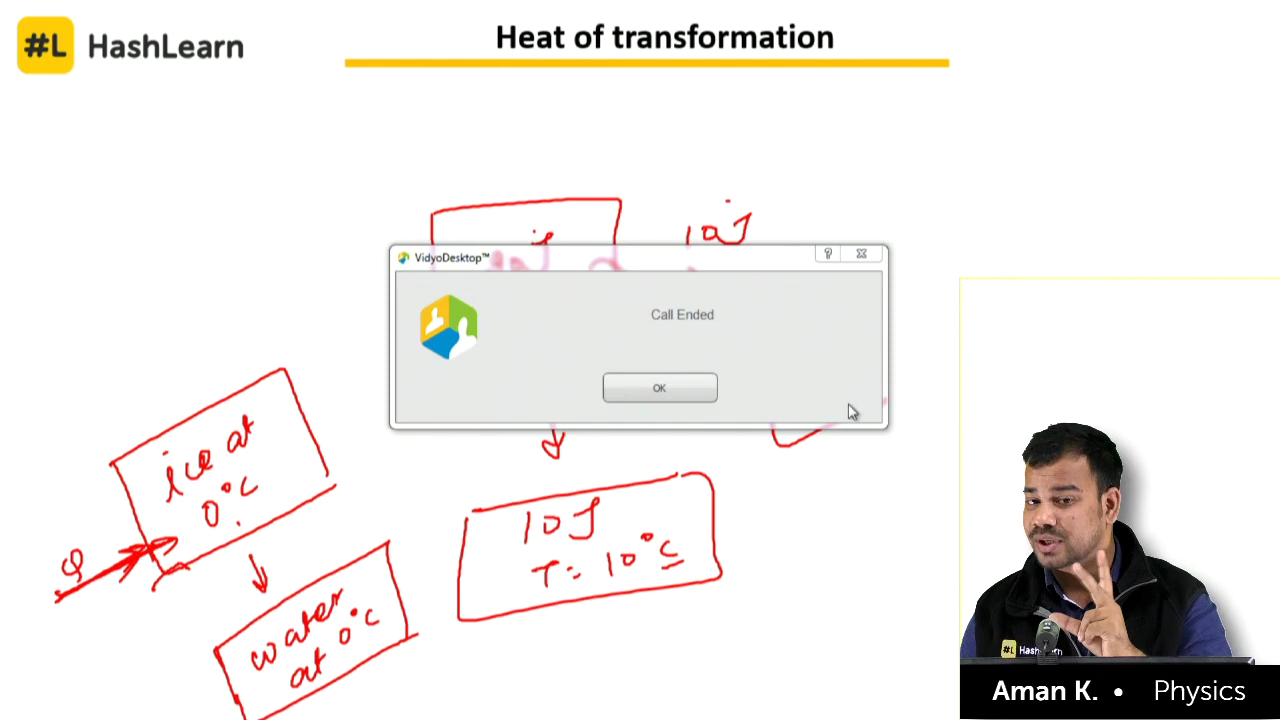 #L HashLearn
Heat of transformation
10J
VidyoDesktop™
Call Ended
OK
ice at
0°C
Q
10J
T = 10°C
water
at 0°C
#L HashLearn
Aman K. • Physics